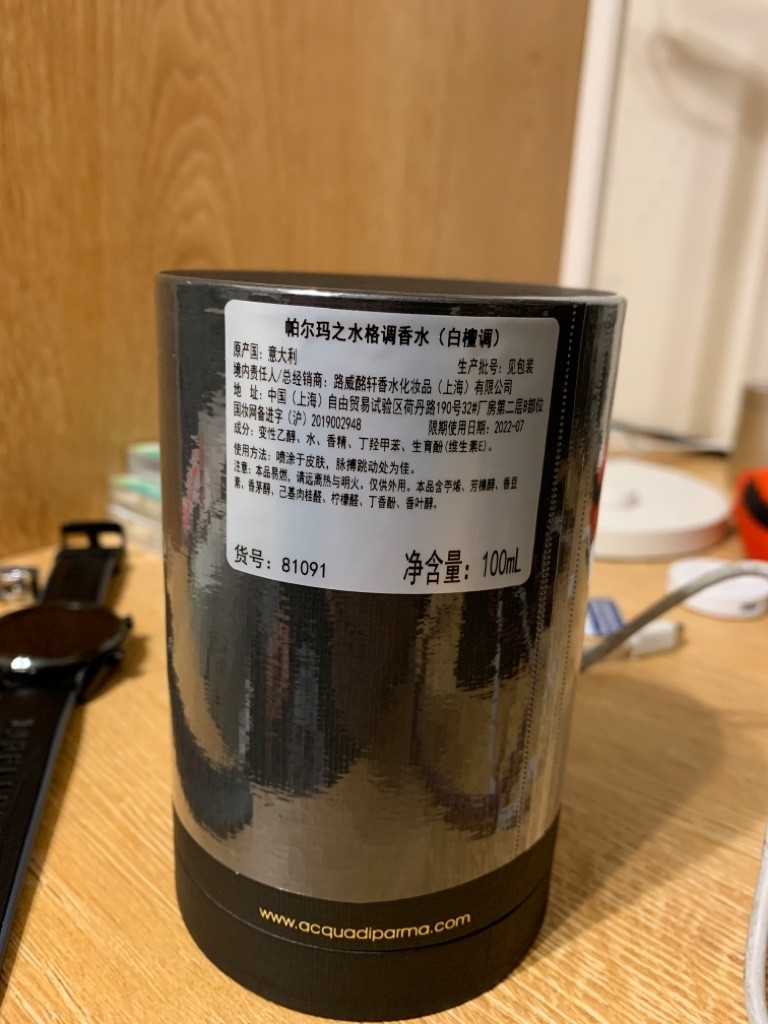 帕尔玛之水格调香水（白檀调）
原产国：意大利 生产批号：见包装
境内责任人/总经销商：路威酩轩香水化妆品（上海）有限公司
地 址：中国（上海）自由贸易试验区荷丹路190号32#厂房第二层B部位
国妆网备进字（沪）2019002948 限期使用日期：2022-07
成分：变性乙醇、水、香精、丁羟甲苯、生育酚(维生素E)。
使用方法：喷涂于皮肤，脉搏跳动处为佳。
注意：本品易燃，请远离热与明火。仅供外用。本品含苧烯、芳樟醇、香豆
素、香茅醇、己基肉桂醛、柠檬醛、丁香酚、香叶醇。
货号：81091 净含量：100mL
www.acquadiparma.com